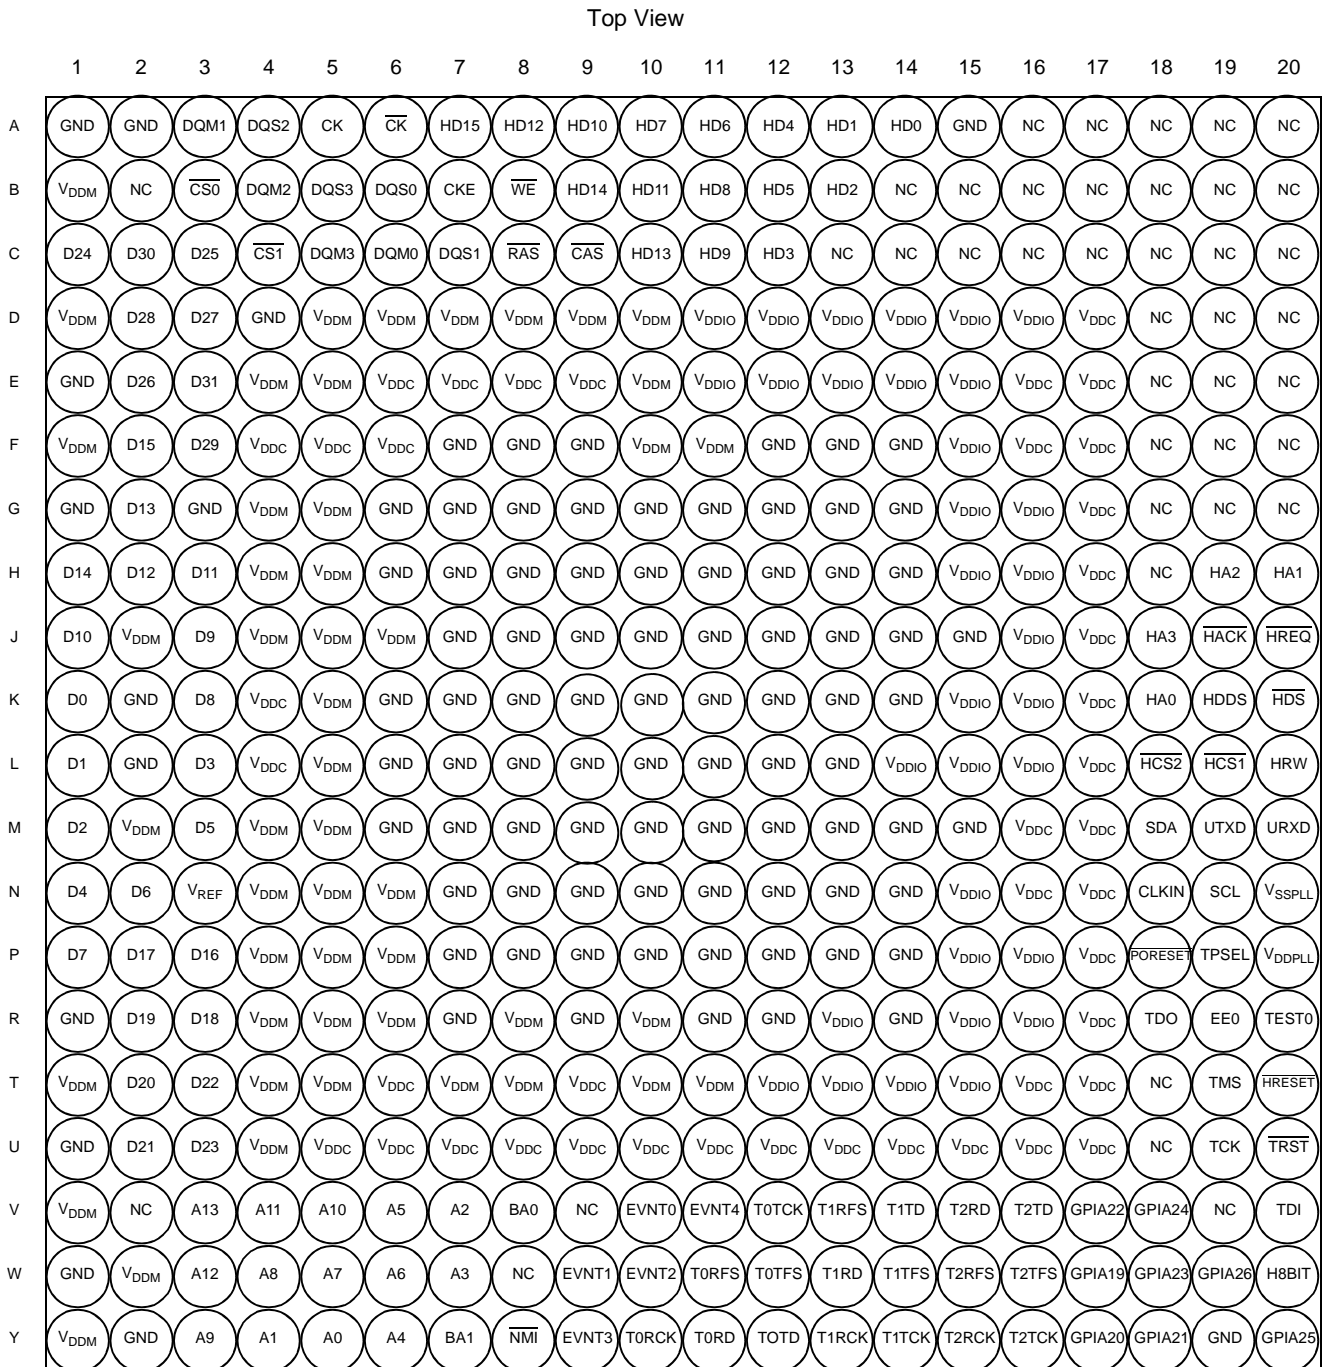 Top View
1 2 3 4 5 6 7 8 9 10 11 12 13 14 15 16 17 18 19 20
A GND GND DQM1 DQS2 CK CK HD15 HD12 HD10 HD7 HD6 HD4 HD1 HD0 GND NC NC NC NC NC
B VDDM NC CS0 DQM2 DQS3 DQS0 CKE WE HD14 HD11 HD8 HD5 HD2 NC NC NC NC NC NC NC
C D24 D30 D25 CS1 DQM3 DQM0 DQS1 RAS CAS HD13 HD9 HD3 NC NC NC NC NC NC NC NC
D VDDM D28 D27 GND VDDM VDDM VDDM VDDM VDDM VDDM VDDIO VDDIO VDDIO VDDIO VDDIO VDDIO VDDC NC NC NC
E GND D26 D31 VDDM VDDM VDDC VDDC VDDC VDDC VDDM VDDIO VDDIO VDDIO VDDIO VDDIO VDDC VDDC NC NC NC
F VDDM D15 D29 VDDC VDDC VDDC GND GND GND VDDM VDDM GND GND GND VDDIO VDDC VDDC NC NC NC
G GND D13 GND VDDM VDDM GND GND GND GND GND GND GND GND GND VDDIO VDDIO VDDC NC NC NC
H D14 D12 D11 VDDM VDDM GND GND GND GND GND GND GND GND GND VDDIO VDDIO VDDC NC HA2 HA1
J D10 VDDM D9 VDDM VDDM VDDM GND GND GND GND GND GND GND GND GND VDDIO VDDC HA3 HACK HREQ
K D0 GND D8 VDDC VDDM GND GND GND GND GND GND GND GND GND VDDIO VDDIO VDDC HA0 HDDS HDS
L D1 GND D3 VDDC VDDM GND GND GND GND GND GND GND GND VDDIO VDDIO VDDIO VDDC HCS2 HCS1 HRW
M D2 VDDM D5 VDDM VDDM GND GND GND GND GND GND GND GND GND GND VDDC VDDC SDA UTXD URXD
N D4 D6 VREF VDDM VDDM VDDM GND GND GND GND GND GND GND GND VDDIO VDDC VDDC CLKIN SCL VSSPLL
P D7 D17 D16 VDDM VDDM VDDM GND GND GND GND GND GND GND GND VDDIO VDDIO VDDC PORESET TPSEL VDDPLL
R GND D19 D18 VDDM VDDM VDDM GND VDDM GND VDDM GND GND VDDIO GND VDDIO VDDIO VDDC TDO EE0 TEST0
T VDDM D20 D22 VDDM VDDM VDDC VDDM VDDM VDDC VDDM VDDM VDDIO VDDIO VDDIO VDDIO VDDC VDDC NC TMS HRESET
U GND D21 D23 VDDM VDDC VDDC VDDC VDDC VDDC VDDC VDDC VDDC VDDC VDDC VDDC VDDC VDDC NC TCK TRST
V VDDM NC A13 A11 A10 A5 A2 BA0 NC EVNT0 EVNT4 T0TCK T1RFS T1TD T2RD T2TD GPIA22 GPIA24 NC TDI
W GND VDDM A12 A8 A7 A6 A3 NC EVNT1 EVNT2 T0RFS T0TFS T1RD T1TFS T2RFS T2TFS GPIA19 GPIA23 GPIA26 H8BIT
Y VDDM GND A9 A1 A0 A4 BA1 NMI EVNT3 T0RCK T0RD TOTD T1RCK T1TCK T2RCK T2TCK GPIA20 GPIA21 GND GPIA25